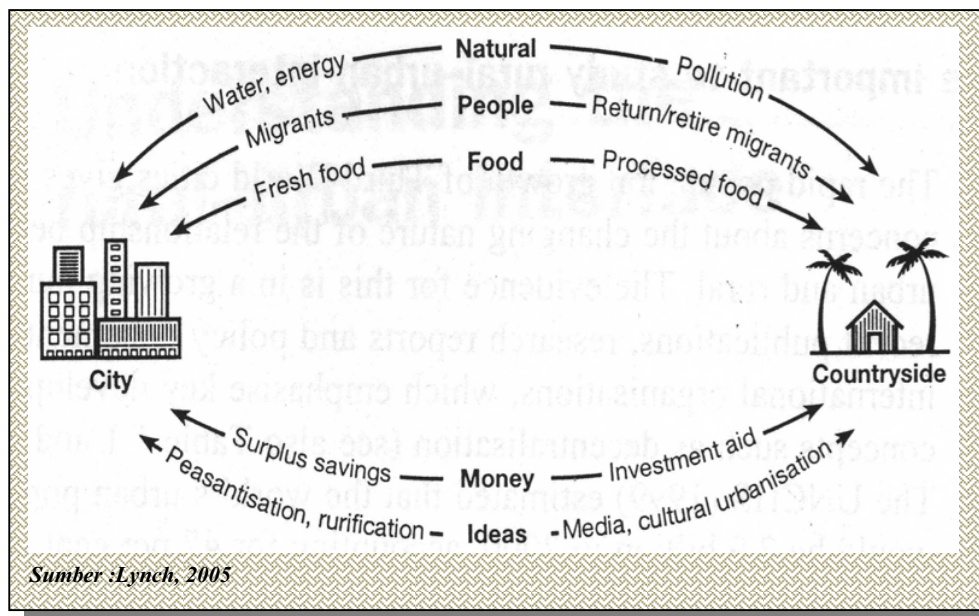 Natural
Water, energy
Pollution
People
Migrants
Return/retire migrants
Food
Fresh food
Processed food
City
Countryside
Surplus savings
Money
Investment aid
Peasantisation, rurification
Ideas
Media, cultural urbanisation
Sumber :Lynch, 2005